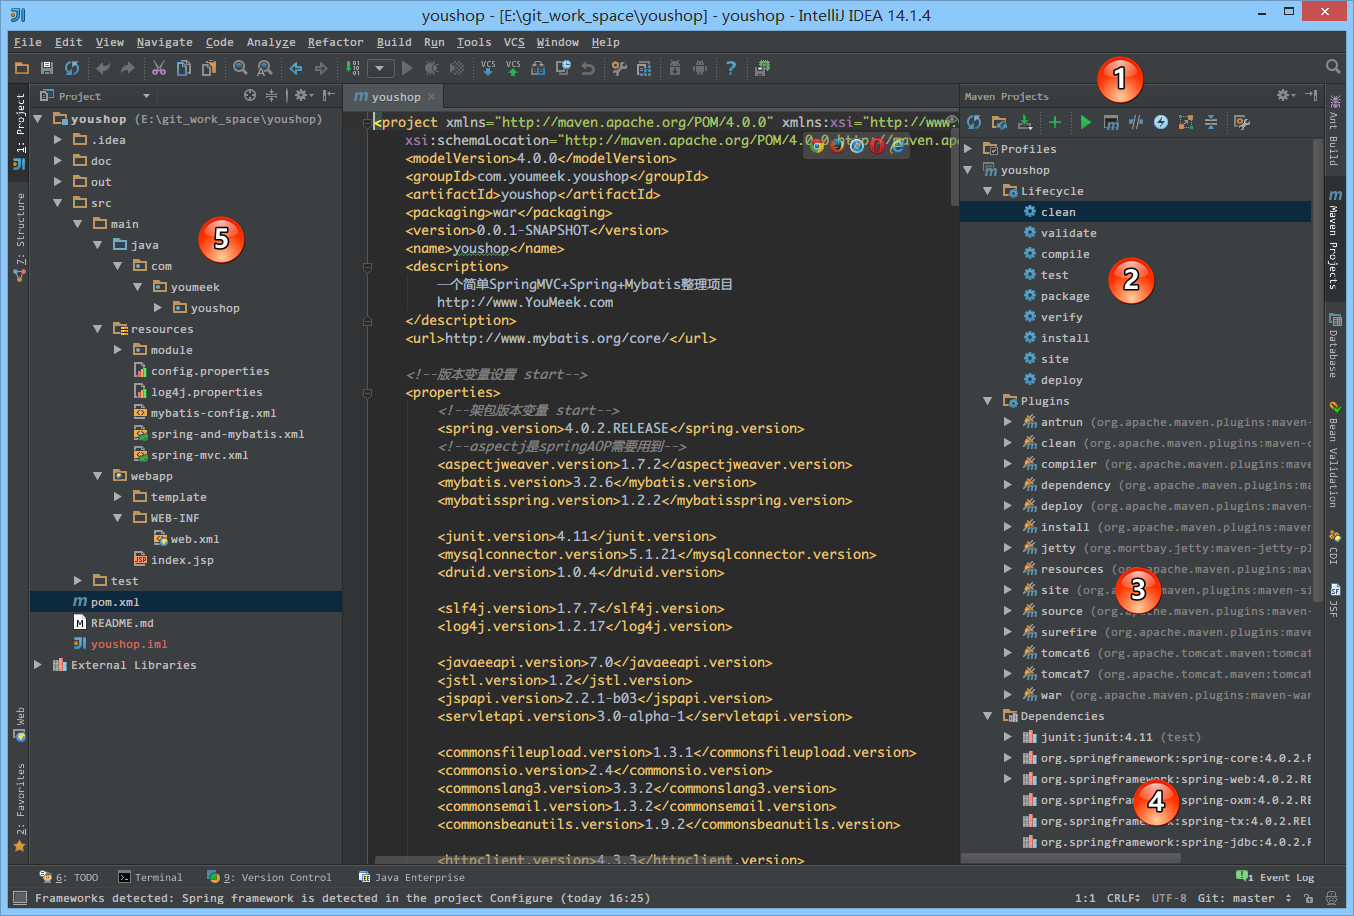 youshop - [E:\git_work_space\youshop] - youshop - IntelliJ IDEA 14.1.4
File Edit View Navigate Code Analyze Refactor Build Run Tools VCS Window Help
Project
youshop (E:\git_work_space\youshop)
.idea
doc
out
src
main
java
com
youmeek
youshop
resources
module
config.properties
log4j.properties
mybatis-config.xml
spring-and-mybatis.xml
spring-mvc.xml
webapp
template
WEB-INF
web.xml
index.jsp
test
pom.xml
README.md
youshop.iml
External Libraries
5
1: Project
7: Structure
Web
2: Favorites
youshop
<project xmlns="http://maven.apache.org/POM/4.0.0" xmlns:xsi="http://www.
xsi:schemaLocation="http://maven.apache.org/POM/4.0.0 http://maven.ap
<modelVersion>4.0.0</modelVersion>
<groupId>com.youmeek.youshop</groupId>
<artifactId>youshop</artifactId>
<packaging>war</packaging>
<version>0.0.1-SNAPSHOT</version>
<name>youshop</name>
<description>
一个简单SpringMVC+Spring+Mybatis整理项目
http://www.YouMeek.com
</description>
<url>http://www.mybatis.org/core/</url>
<!--版本变量设置 start-->
<properties>
<!--架包版本变量 start-->
<spring.version>4.0.2.RELEASE</spring.version>
<!--aspectj是springAOP需要用到-->
<aspectjweaver.version>1.7.2</aspectjweaver.version>
<mybatis.version>3.2.6</mybatis.version>
<mybatisspring.version>1.2.2</mybatisspring.version>
<junit.version>4.11</junit.version>
<mysqlconnector.version>5.1.21</mysqlconnector.version>
<druid.version>1.0.4</druid.version>
<slf4j.version>1.7.7</slf4j.version>
<log4j.version>1.2.17</log4j.version>
<javaeeapi.version>7.0</javaeeapi.version>
<jstl.version>1.2</jstl.version>
<jspapi.version>2.2.1-b03</jspapi.version>
<servletapi.version>3.0-alpha-1</servletapi.version>
<commonsfileupload.version>1.3.1</commonsfileupload.version>
<commonsio.version>2.4</commonsio.version>
<commonslang3.version>3.3.2</commonslang3.version>
<commonsemail.version>1.3.2</commonsemail.version>
<commonsbeanutils.version>1.9.2</commonsbeanutils.version>
<httpclient.version>4.3.3</httpclient.version>
1
Maven Projects
Profiles
youshop
Lifecycle
clean
validate
compile
test
package
verify
install
site
deploy
2
Plugins
antrun (org.apache.maven.plugins:maven-
clean (org.apache.maven.plugins:maven-c
compiler (org.apache.maven.plugins:mave
dependency (org.apache.maven.plugins:ma
deploy (org.apache.maven.plugins:maven-
install (org.apache.maven.plugins:maven
jetty (org.mortbay.jetty:maven-jetty-pl
resources (org.apache.maven.plugins:mav
site (org.a maven.plugins:maven-si
source (org. e.maven.plugins:maven-
surefire (org.apache.maven.plugins:mave
tomcat6 (org.apache.tomcat.maven:tomcat
tomcat7 (org.apache.tomcat.maven:tomcat
war (org.apache.maven.plugins:maven-war
3
Dependencies
junit:junit:4.11 (test)
org.springframework:spring-core:4.0.2.R
org.springframework:spring-web:4.0.2.RE
org.springfram :spring-oxm:4.0.2.RE
org.springframe :spring-tx:4.0.2.REL
org.springframework:spring-jdbc:4.0.2.R
4
Ant Build
Maven Projects
Database
Bean Validation
CDI
JSF
6: TODO Terminal 9: Version Control Java Enterprise 1 Event Log
Frameworks detected: Spring framework is detected in the project Configure (today 16:25) 1:1 CRLF UTF-8 Git: master